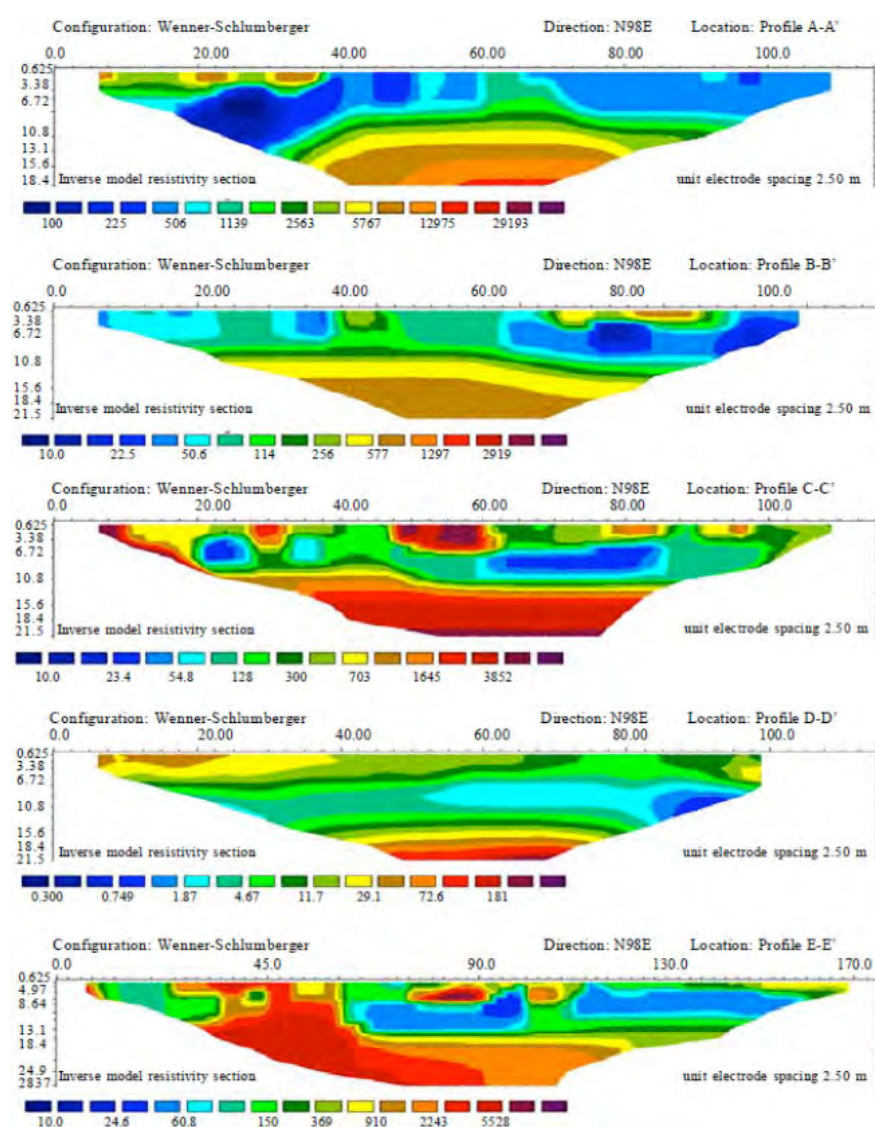 Configuration: Wenner-Schlumberger Direction: N98E Location: Profile A-A'
0.0 20.00 40.00 60.00 80.00 100.0
0.625
3.38
6.72
10.8
13.1
15.6
18.4
Inverse model resistivity section unit electrode spacing 2.50 m
100 225 506 1139 2563 5767 12975 29193
Configuration: Wenner-Schlumberger Direction: N98E Location: Profile B-B'
0.0 20.00 40.00 60.00 80.00 100.0
0.625
3.38
6.72
10.8
15.6
18.4
21.5
Inverse model resistivity section unit electrode spacing 2.50 m
10.0 22.5 50.6 114 256 577 1297 2919
Configuration: Wenner-Schlumberger Direction: N98E Location: Profile C-C'
0.0 20.00 40.00 60.00 80.00 100.0
0.625
3.38
6.72
10.8
15.6
18.4
21.5
Inverse model resistivity section unit electrode spacing 2.50 m
10.0 23.4 54.8 128 300 703 1645 3852
Configuration: Wenner-Schlumberger Direction: N98E Location: Profile D-D'
0.0 20.00 40.00 60.00 80.00 100.0
0.625
3.38
6.72
10.8
15.6
18.4
21.5
Inverse model resistivity section unit electrode spacing 2.50 m
0.300 0.749 1.87 4.67 11.7 29.1 72.6 181
Configuration: Wenner-Schlumberger Direction: N98E Location: Profile E-E'
0.0 45.0 90.0 130.0 170.0
0.625
4.97
8.64
13.1
18.4
24.9
2837
Inverse model resistivity section unit electrode spacing 2.50 m
10.0 24.6 60.8 150 369 910 2243 5528